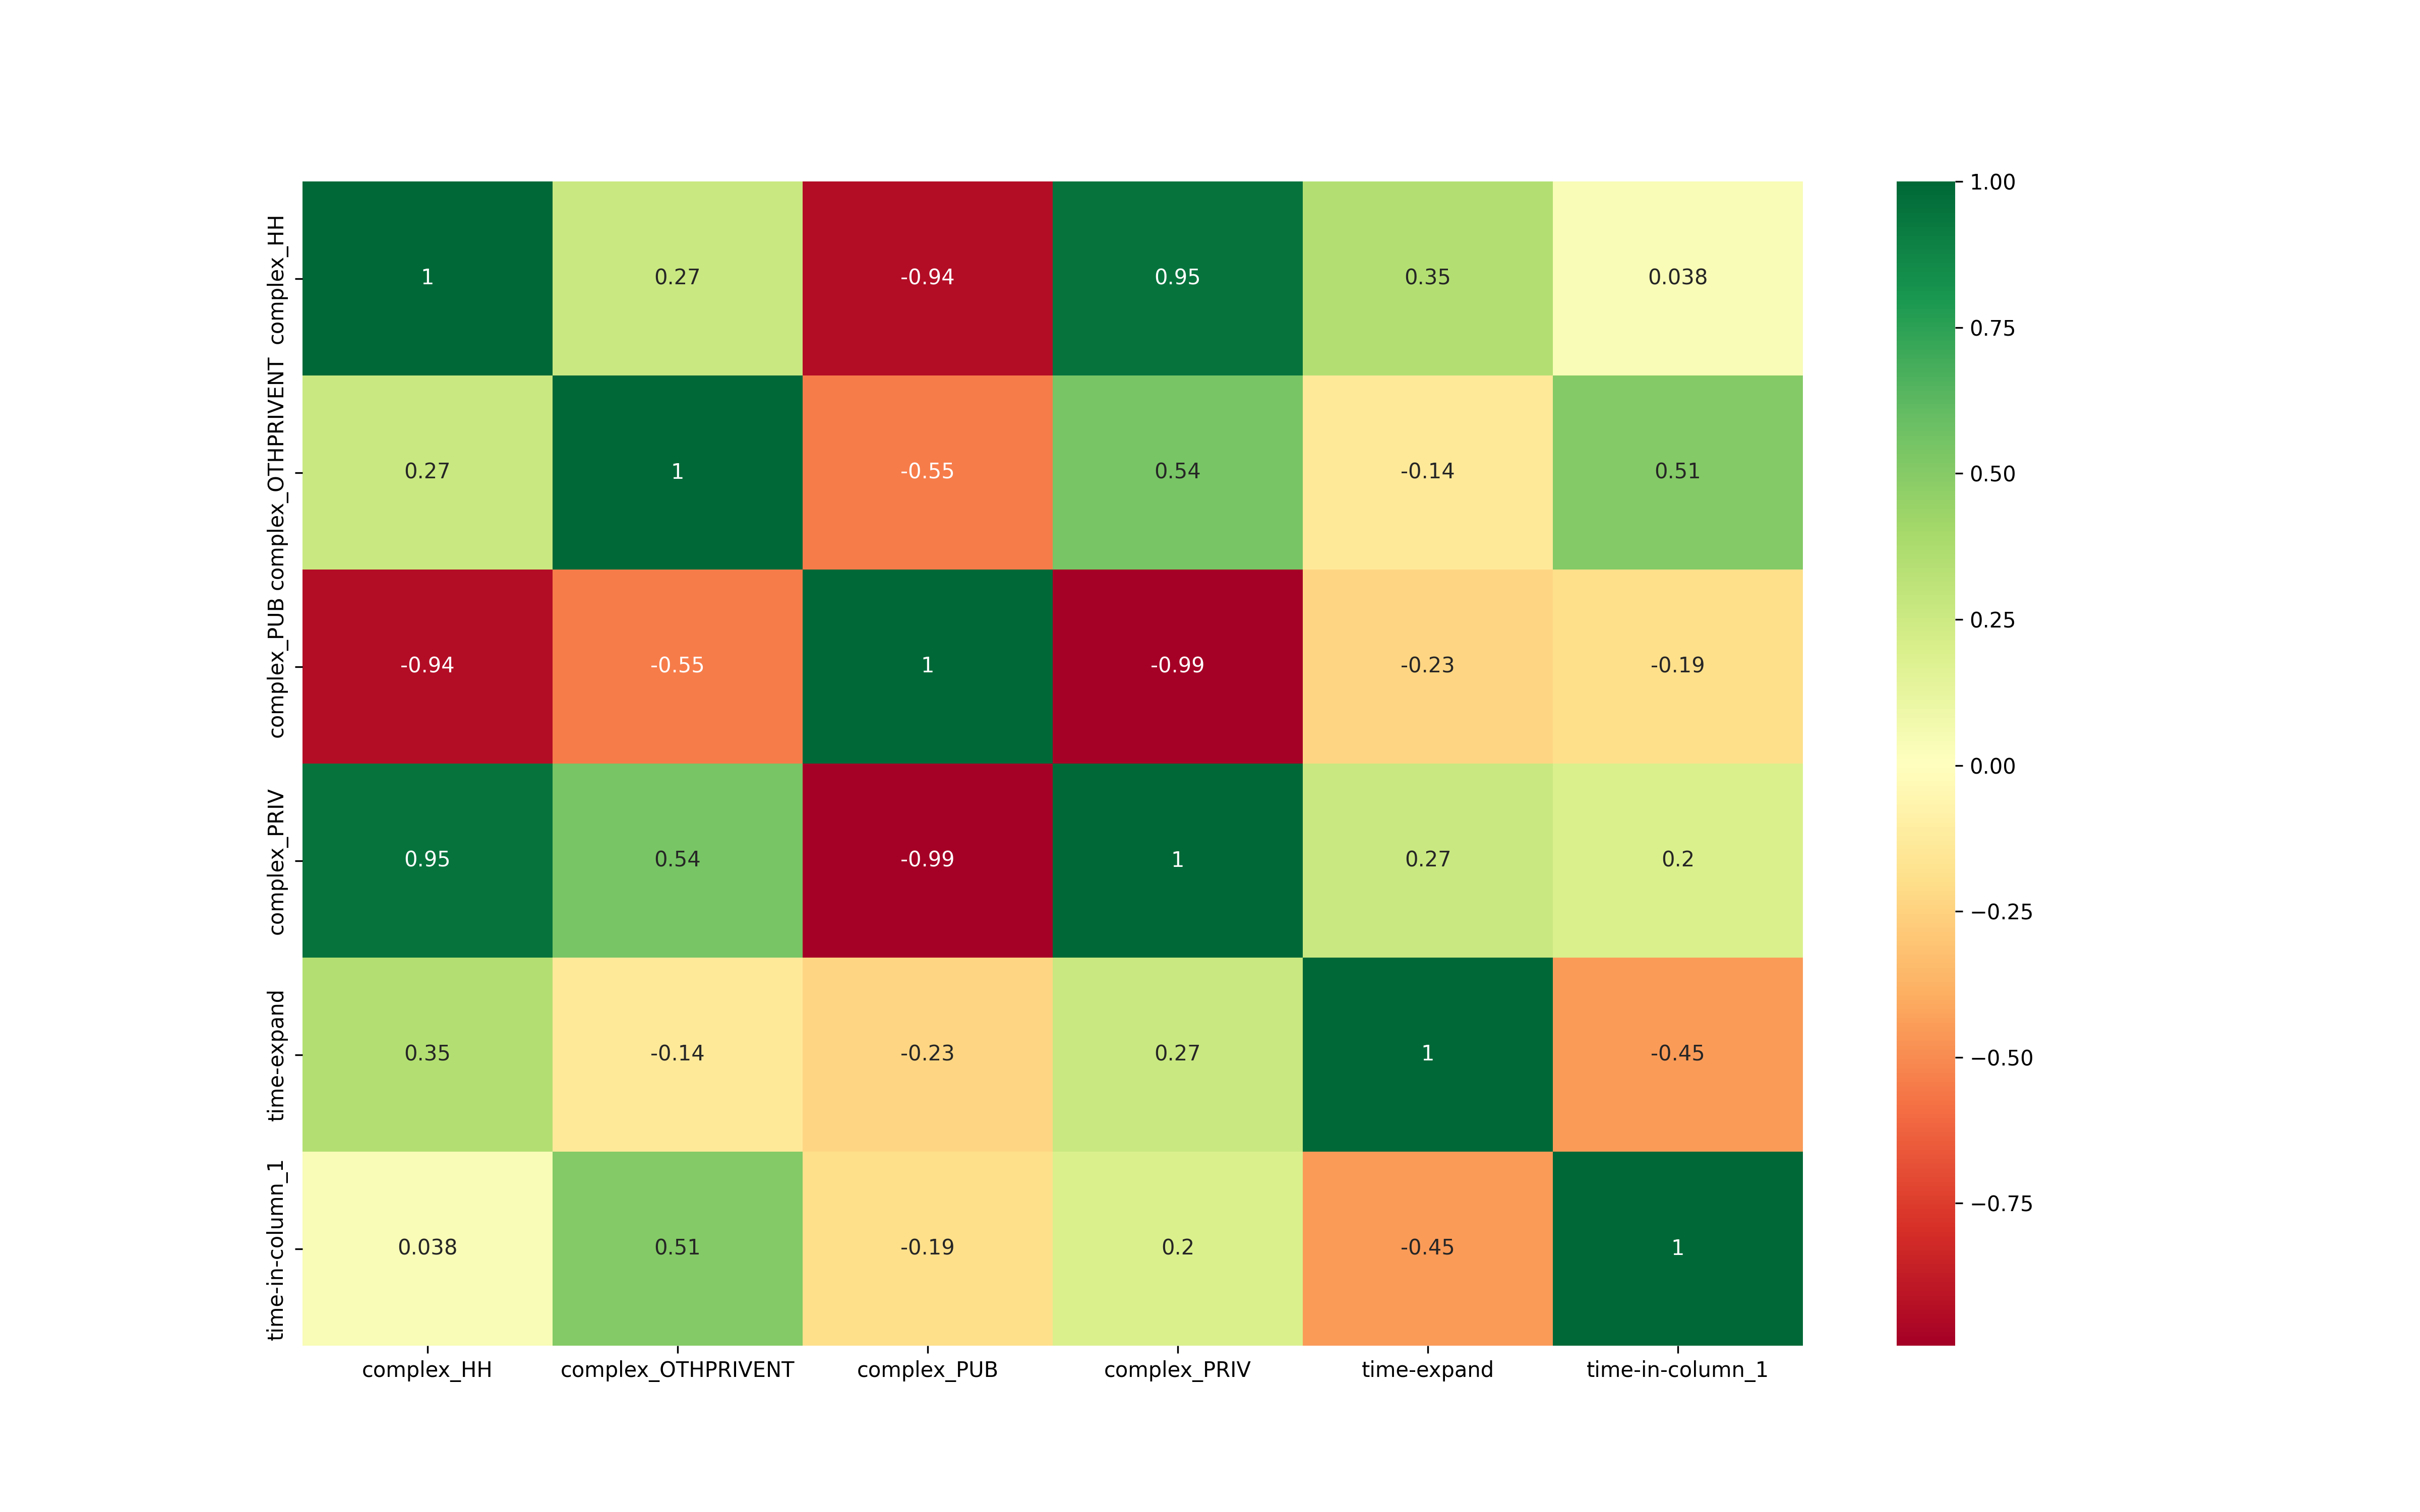 complex_HH 1 0.27 -0.94 0.95 0.35 0.038
complex_OTHPRIVENT 0.27 1 -0.55 0.54 -0.14 0.51
complex_PUB -0.94 -0.55 1 -0.99 -0.23 -0.19
complex_PRIV 0.95 0.54 -0.99 1 0.27 0.2
time-expand 0.35 -0.14 -0.23 0.27 1 -0.45
time-in-column_1 0.038 0.51 -0.19 0.2 -0.45 1
complex_HH complex_OTHPRIVENT complex_PUB complex_PRIV time-expand time-in-column_1
1.00
0.75
0.50
0.25
0.00
−0.25
−0.50
−0.75